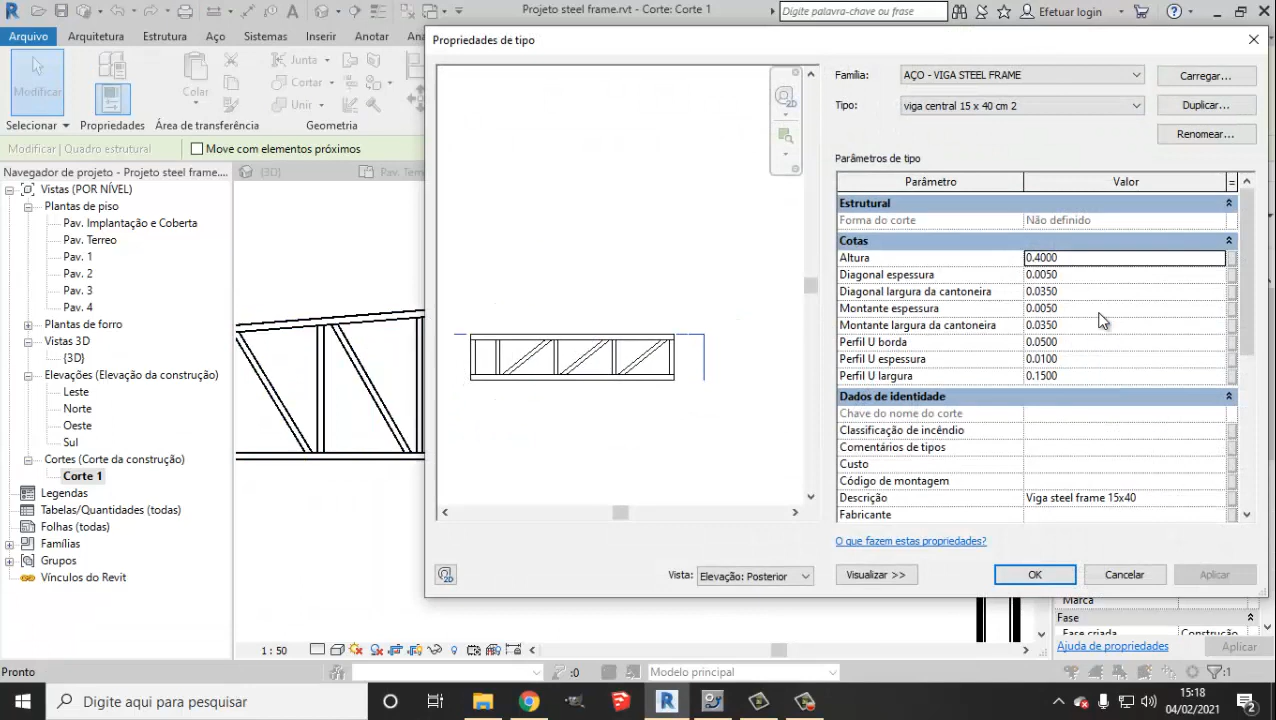 Projeto steel frame.rvt - Corte: Corte 1
Digite palavra-chave ou frase
Efetuar login
Arquivo Arquitetura Estrutura Aço Sistemas Inserir Anotar
Modificar
Junta
Cortar
Colar
Unir
Selecionar Propriedades Área de transferência Geometria
Modificar | Quadro estrutural
Move com elementos próximos
Navegador de projeto - Projeto steel frame....
{3D}
Vistas (POR NÍVEL)
Plantas de piso
Pav. Implantação e Coberta
Pav. Terreo
Pav. 1
Pav. 2
Pav. 3
Pav. 4
Plantas de forro
Vistas 3D
{3D}
Elevações (Elevação da construção)
Leste
Norte
Oeste
Sul
Cortes (Corte da construção)
Corte 1
Legendas
Tabelas/Quantidades (todas)
Folhas (todas)
Famílias
Grupos
Vínculos do Revit
Propriedades de tipo
2D
Vista: Elevação: Posterior
Família: AÇO - VIGA STEEL FRAME Carregar...
Tipo: viga central 15 x 40 cm 2 Duplicar...
Renomear...
Parâmetros de tipo
Parâmetro Valor =
Estrutural
Forma do corte Não definido
Cotas
Altura 0.4000
Diagonal espessura 0.0050
Diagonal largura da cantoneira 0.0350
Montante espessura 0.0050
Montante largura da cantoneira 0.0350
Perfil U borda 0.0500
Perfil U espessura 0.0100
Perfil U largura 0.1500
Dados de identidade
Chave do nome do corte
Classificação de incêndio
Comentários de tipos
Custo
Código de montagem
Descrição Viga steel frame 15x40
Fabricante
O que fazem estas propriedades?
Visualizar >> OK Cancelar Aplicar
Marca
Fase
Fase criada Construção
Ajuda de propriedades Aplicar
1 : 50
Pronto
:0
Modelo principal
:1
Digite aqui para pesquisar
15:18
04/02/2021
2